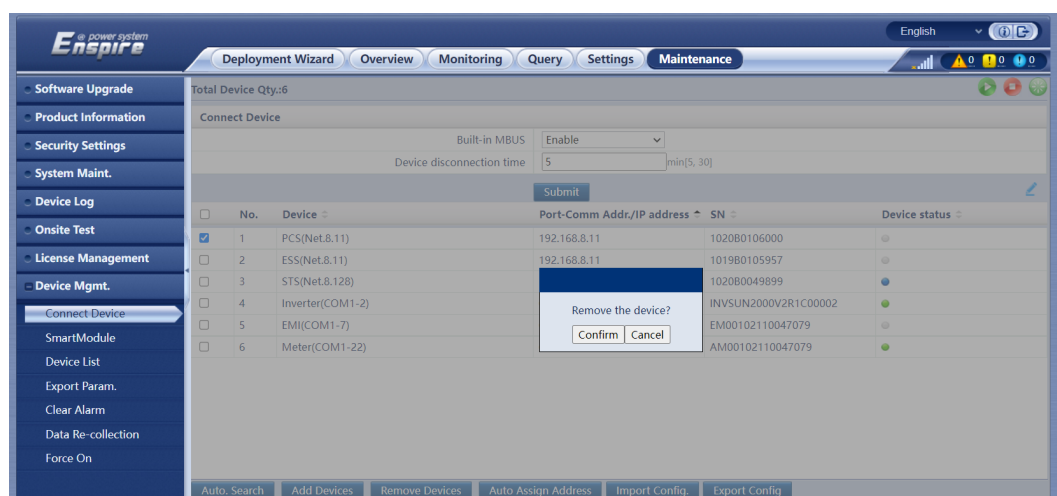 @ power system
Enspire
English
Deployment Wizard Overview Monitoring Query Settings Maintenance
0 0 0
Software Upgrade
Product Information
Security Settings
System Maint.
Device Log
Onsite Test
License Management
Device Mgmt.
Connect Device
SmartModule
Device List
Export Param.
Clear Alarm
Data Re-collection
Force On
Total Device Qty.:6
Connect Device
Built-in MBUS Enable
Device disconnection time 5 min[5, 30]
Submit
No. Device Port-Comm Addr./IP address SN Device status
1 PCS(Net.8.11) 192.168.8.11 1020B0106000
2 ESS(Net.8.11) 192.168.8.11 1019B0105957
3 STS(Net.8.128) 1020B0049899
4 Inverter(COM1-2) INVSUN2000V2R1C00002
5 EMI(COM1-7) EM00102110047079
6 Meter(COM1-22) AM00102110047079
Remove the device?
Confirm Cancel
Auto. Search Add Devices Remove Devices Auto Assign Address Import Config. Export Config